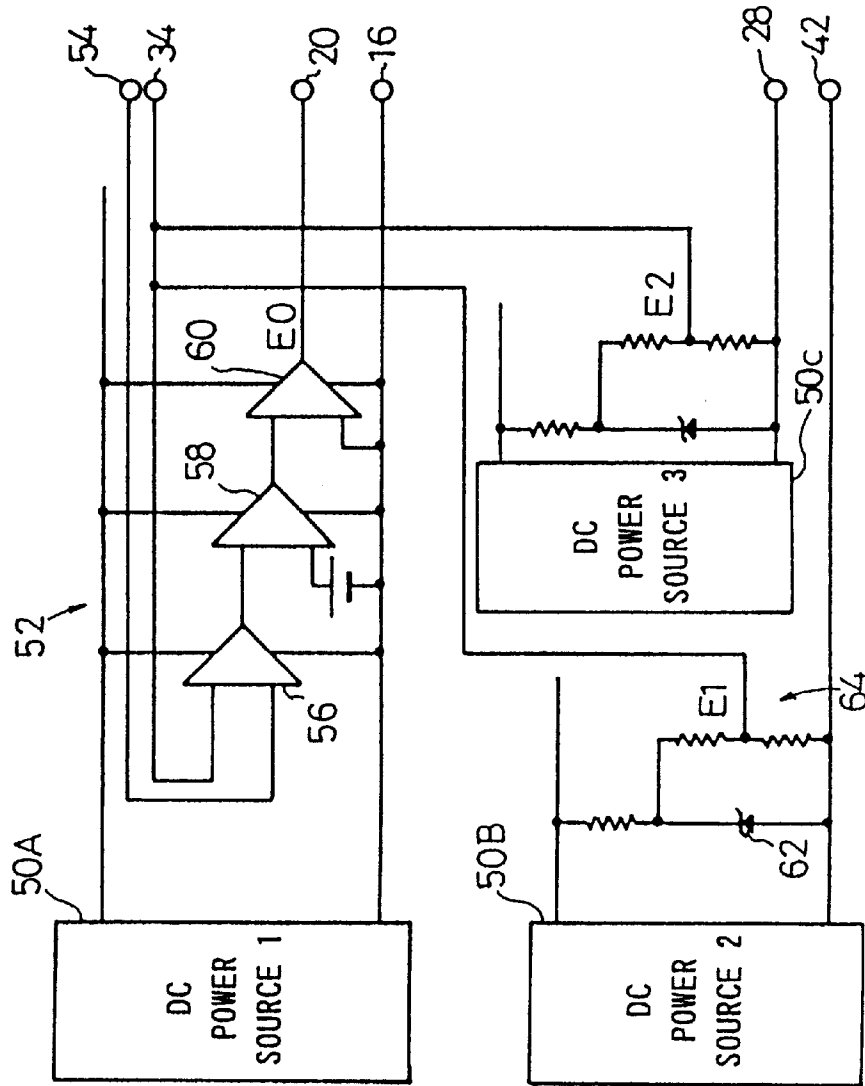 52
54
34
20
16
50A
DC
POWER
SOURCE 1
56
58
60
E0
50B
DC
POWER
SOURCE 2
62
E1
64
DC
POWER
SOURCE 3
50c
E2
28
42